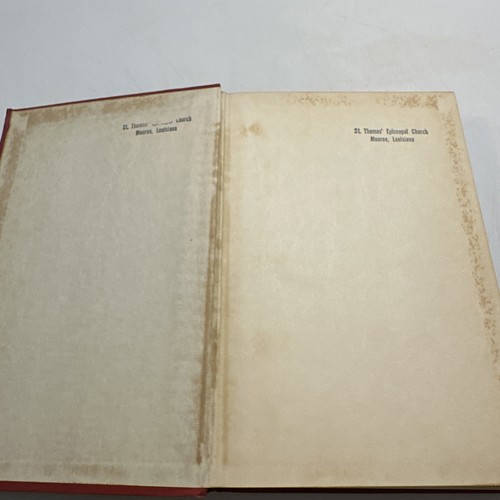 St. Thomas' Church
Monroe, Louisiana
St. Thomas' Episcopal Church
Monroe, Louisiana